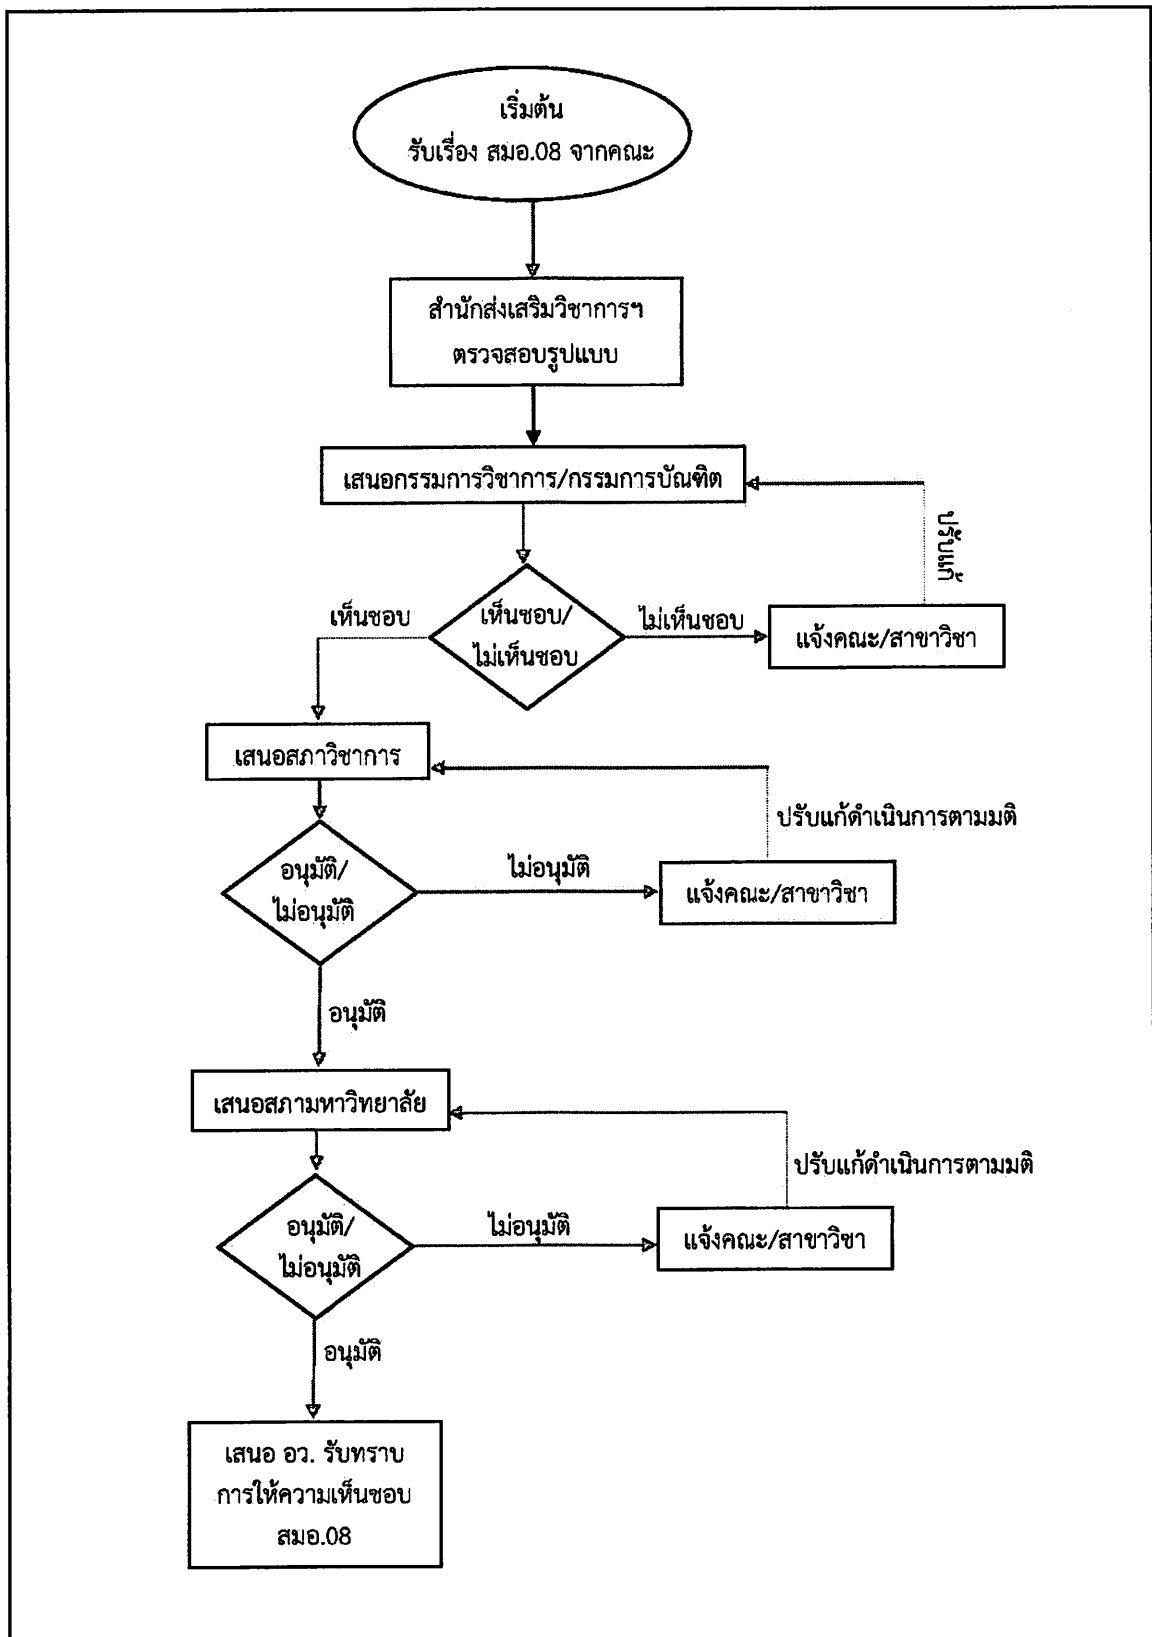 เริ่มต้น
รับเรื่อง สมอ.08 จากคณะ
สำนักส่งเสริมวิชาการฯ
ตรวจสอบรูปแบบ
เสนอกรรมการวิชาการ/กรรมการบัณฑิต
ปรับแก้
เห็นชอบ
เห็นชอบ/
ไม่เห็นชอบ
ไม่เห็นชอบ
แจ้งคณะ/สาขาวิชา
เสนอสภาวิชาการ
ปรับแก้ดำเนินการตามมติ
อนุมัติ/
ไม่อนุมัติ
ไม่อนุมัติ
แจ้งคณะ/สาขาวิชา
อนุมัติ
เสนอสภามหาวิทยาลัย
ปรับแก้ดำเนินการตามมติ
อนุมัติ/
ไม่อนุมัติ
ไม่อนุมัติ
แจ้งคณะ/สาขาวิชา
อนุมัติ
เสนอ อว. รับทราบ
การให้ความเห็นชอบ
สมอ.08